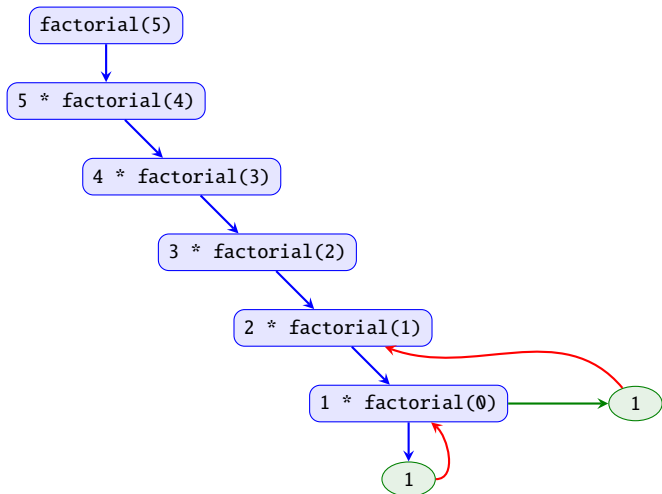 factorial(5)
5 * factorial(4)
4 * factorial(3)
3 * factorial(2)
2 * factorial(1)
1 * factorial(0)
1
1